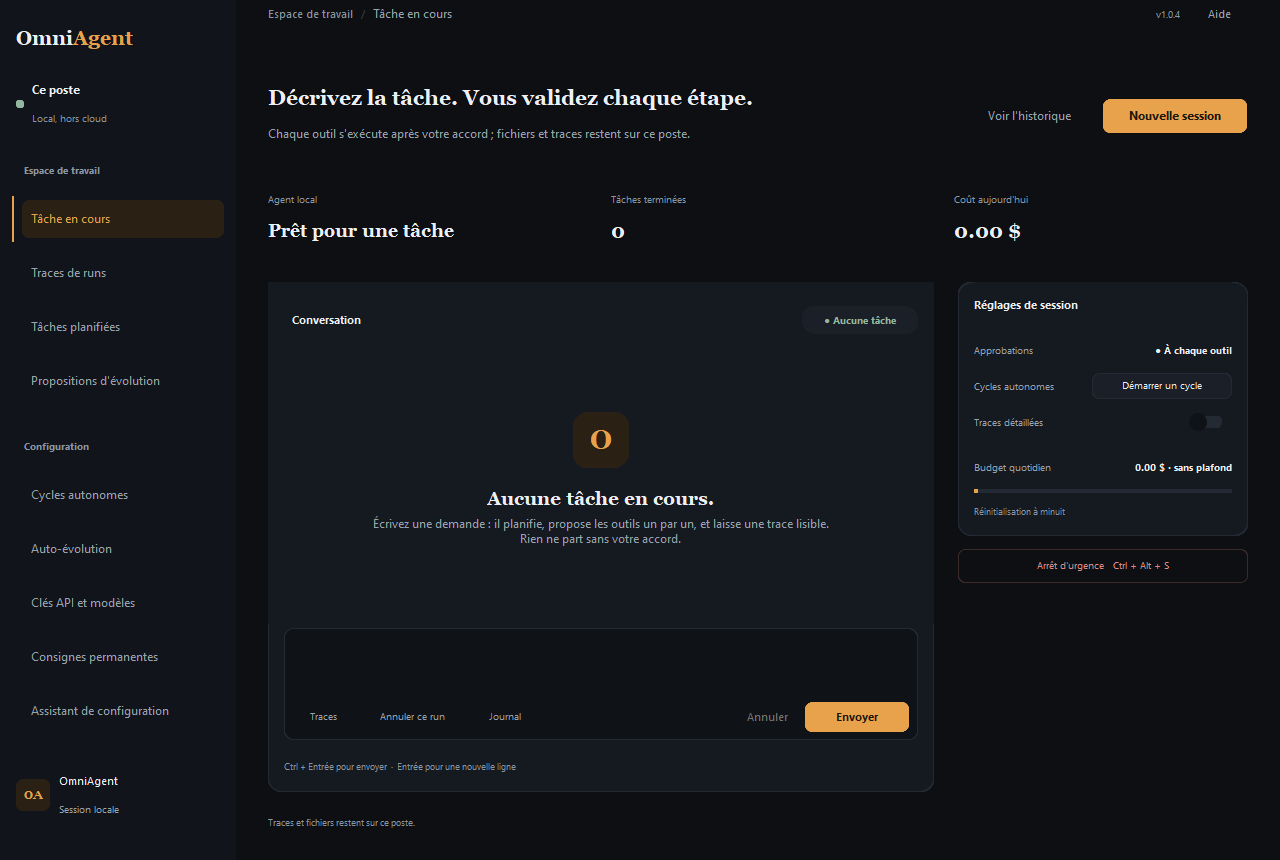 OmniAgent
Ce poste
Local, hors cloud
Espace de travail
Tâche en cours
Traces de runs
Tâches planifiées
Propositions d'évolution
Configuration
Cycles autonomes
Auto-évolution
Clés API et modèles
Consignes permanentes
Assistant de configuration
OA
OmniAgent
Session locale
Espace de travail / Tâche en cours
v1.0.4
Aide
Décrivez la tâche. Vous validez chaque étape.
Chaque outil s'exécute après votre accord ; fichiers et traces restent sur ce poste.
Voir l'historique
Nouvelle session
Agent local
Prêt pour une tâche
Tâches terminées
0
Coût aujourd'hui
0.00 $
Conversation
● Aucune tâche
O
Aucune tâche en cours.
Écrivez une demande : il planifie, propose les outils un par un, et laisse une trace lisible.
Rien ne part sans votre accord.
Traces
Annuler ce run
Journal
Annuler
Envoyer
Ctrl + Entrée pour envoyer · Entrée pour une nouvelle ligne
Traces et fichiers restent sur ce poste.
Réglages de session
Approbations
● À chaque outil
Cycles autonomes
Démarrer un cycle
Traces détaillées
Budget quotidien
0.00 $ · sans plafond
Réinitialisation à minuit
Arrêt d'urgence Ctrl + Alt + S